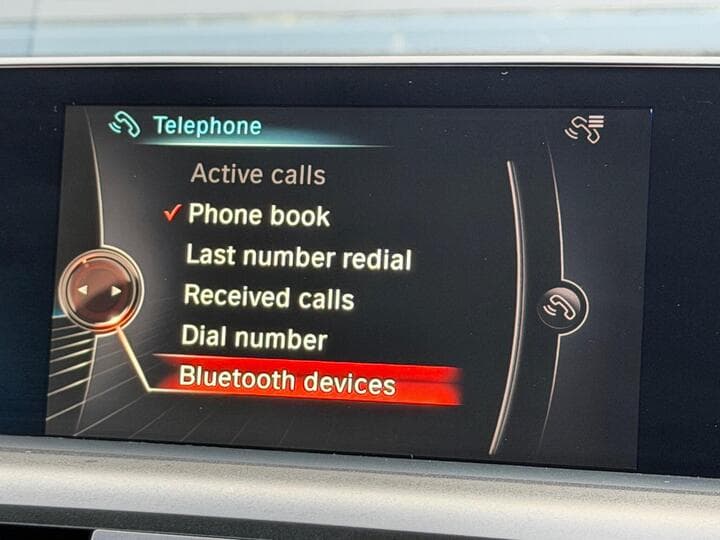 Telephone
Active calls
Phone book
Last number redial
Received calls
Dial number
Bluetooth devices